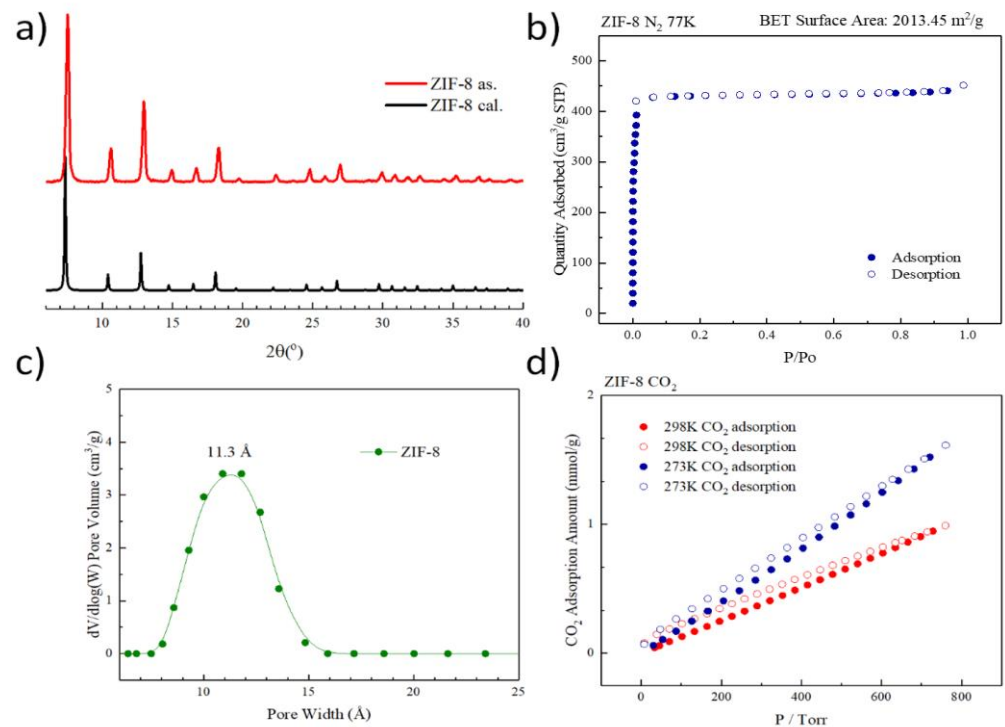 a)
ZIF-8 as.
ZIF-8 cal.
10 15 20 25 30 35 40
2θ(°)
b)
ZIF-8 N₂ 77K BET Surface Area: 2013.45 m²/g
Quantity Adsorbed (cm³/g STP)
500
400
300
200
100
0
Adsorption
Desorption
0.0 0.2 0.4 0.6 0.8 1.0
P/Po
c)
dV/dlog(W) Pore Volume (cm³/g)
5
4
3
2
1
0
11.3 Å
ZIF-8
10 15 20 25
Pore Width (Å)
d)
ZIF-8 CO₂
CO₂ Adsorption Amount (mmol/g)
2
1
0
298K CO₂ adsorption
298K CO₂ desorption
273K CO₂ adsorption
273K CO₂ desorption
0 200 400 600 800
P / Torr